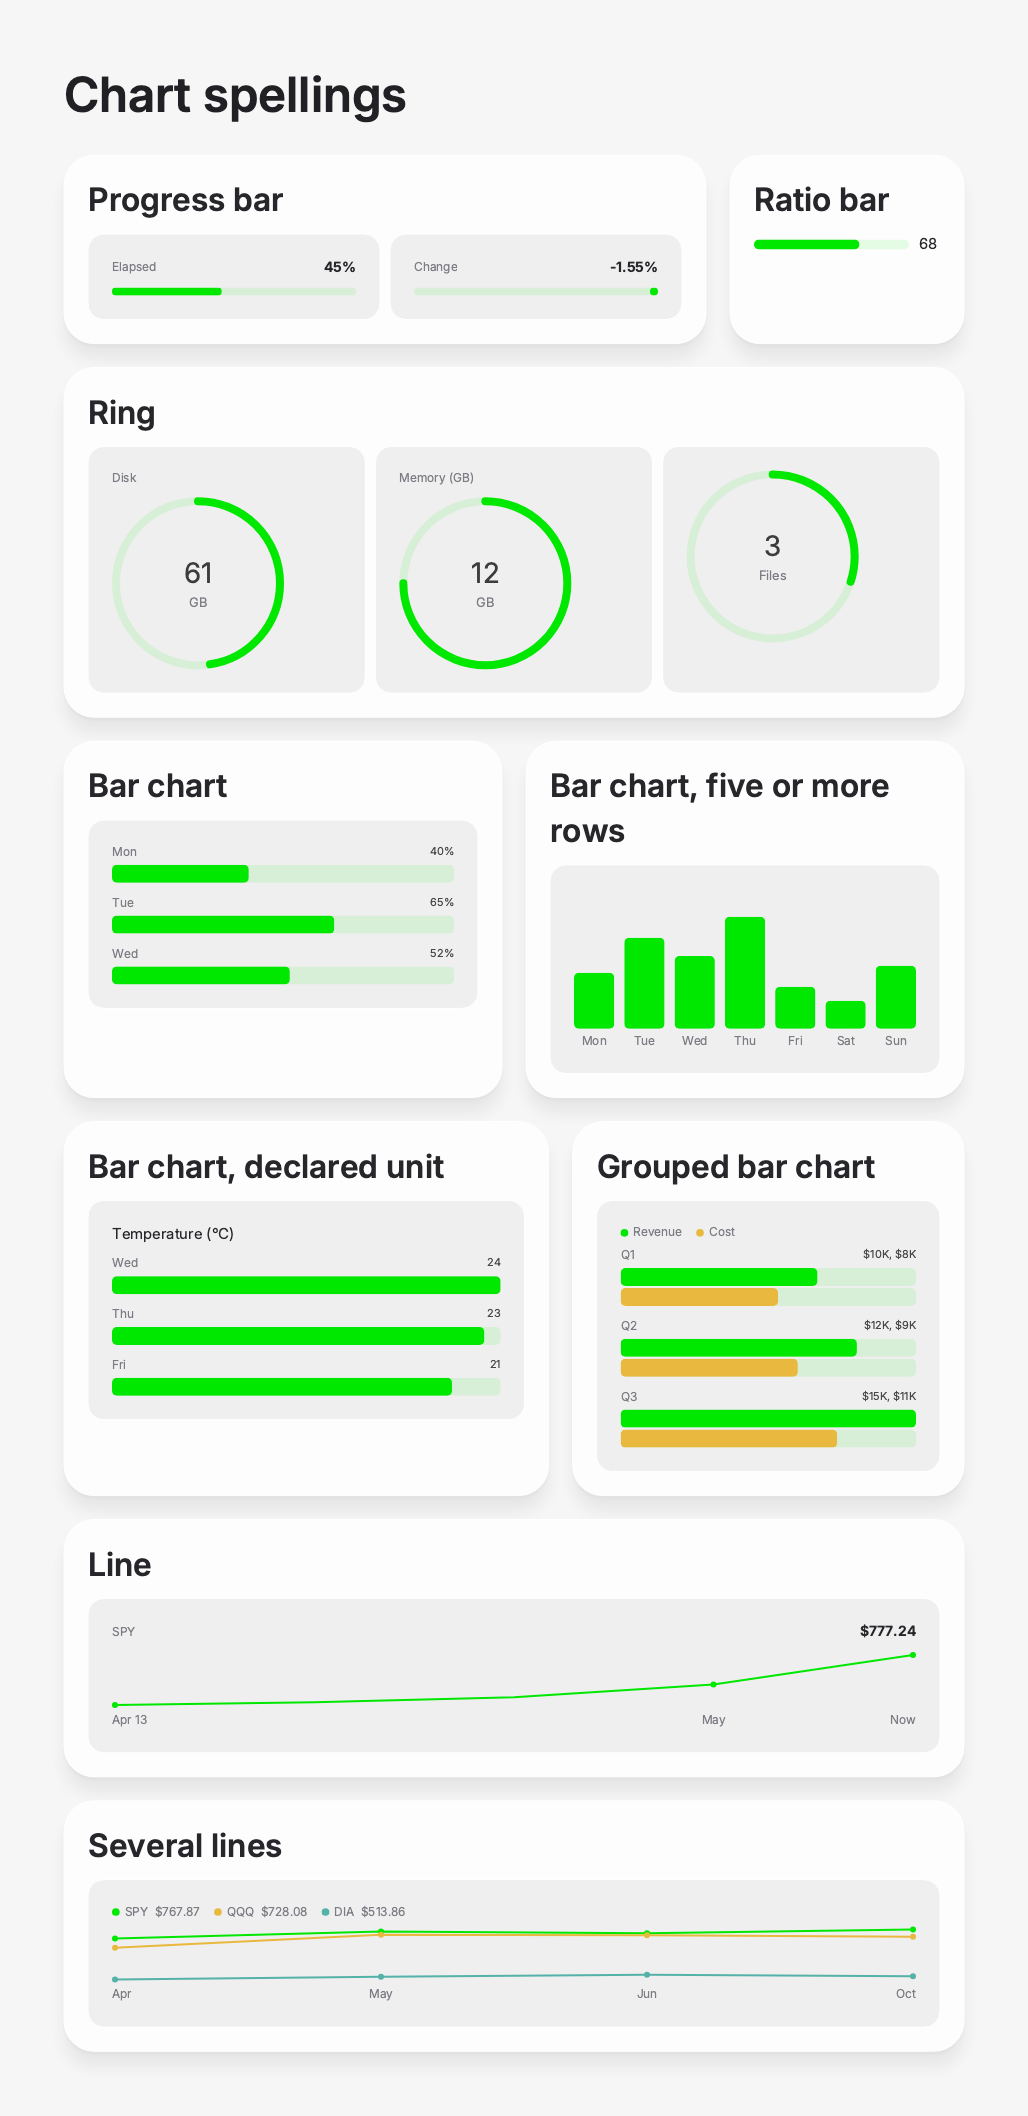 Chart spellings
Progress bar
Elapsed 45%
Change -1.55%
Ratio bar
68
Ring
Disk
61
GB
Memory (GB)
12
GB
3
Files
Bar chart
Mon 40%
Tue 65%
Wed 52%
Bar chart, five or more
rows
Mon Tue Wed Thu Fri Sat Sun
Bar chart, declared unit
Temperature (°C)
Wed 24
Thu 23
Fri 21
Grouped bar chart
Revenue Cost
Q1 $10K, $8K
Q2 $12K, $9K
Q3 $15K, $11K
Line
SPY $777.24
Apr 13 May Now
Several lines
SPY $767.87 QQQ $728.08 DIA $513.86
Apr May Jun Oct